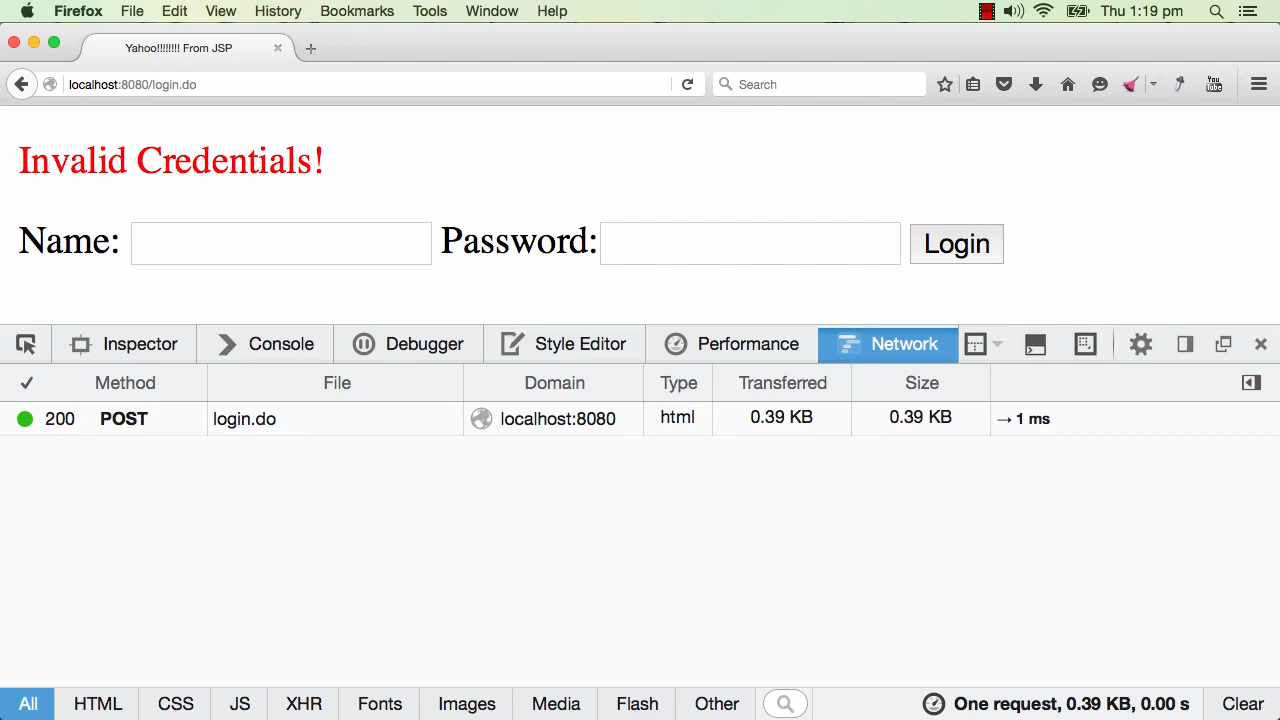 Firefox File Edit View History Bookmarks Tools Window Help Thu 1:19 pm
Yahoo!!!!!!!! From JSP
localhost:8080/login.do Search You Tube
Invalid Credentials!
Name: Password: Login
Inspector Console Debugger Style Editor Performance Network
Method File Domain Type Transferred Size
200 POST login.do localhost:8080 html 0.39 KB 0.39 KB → 1 ms
All HTML CSS JS XHR Fonts Images Media Flash Other One request, 0.39 KB, 0.00 s Clear